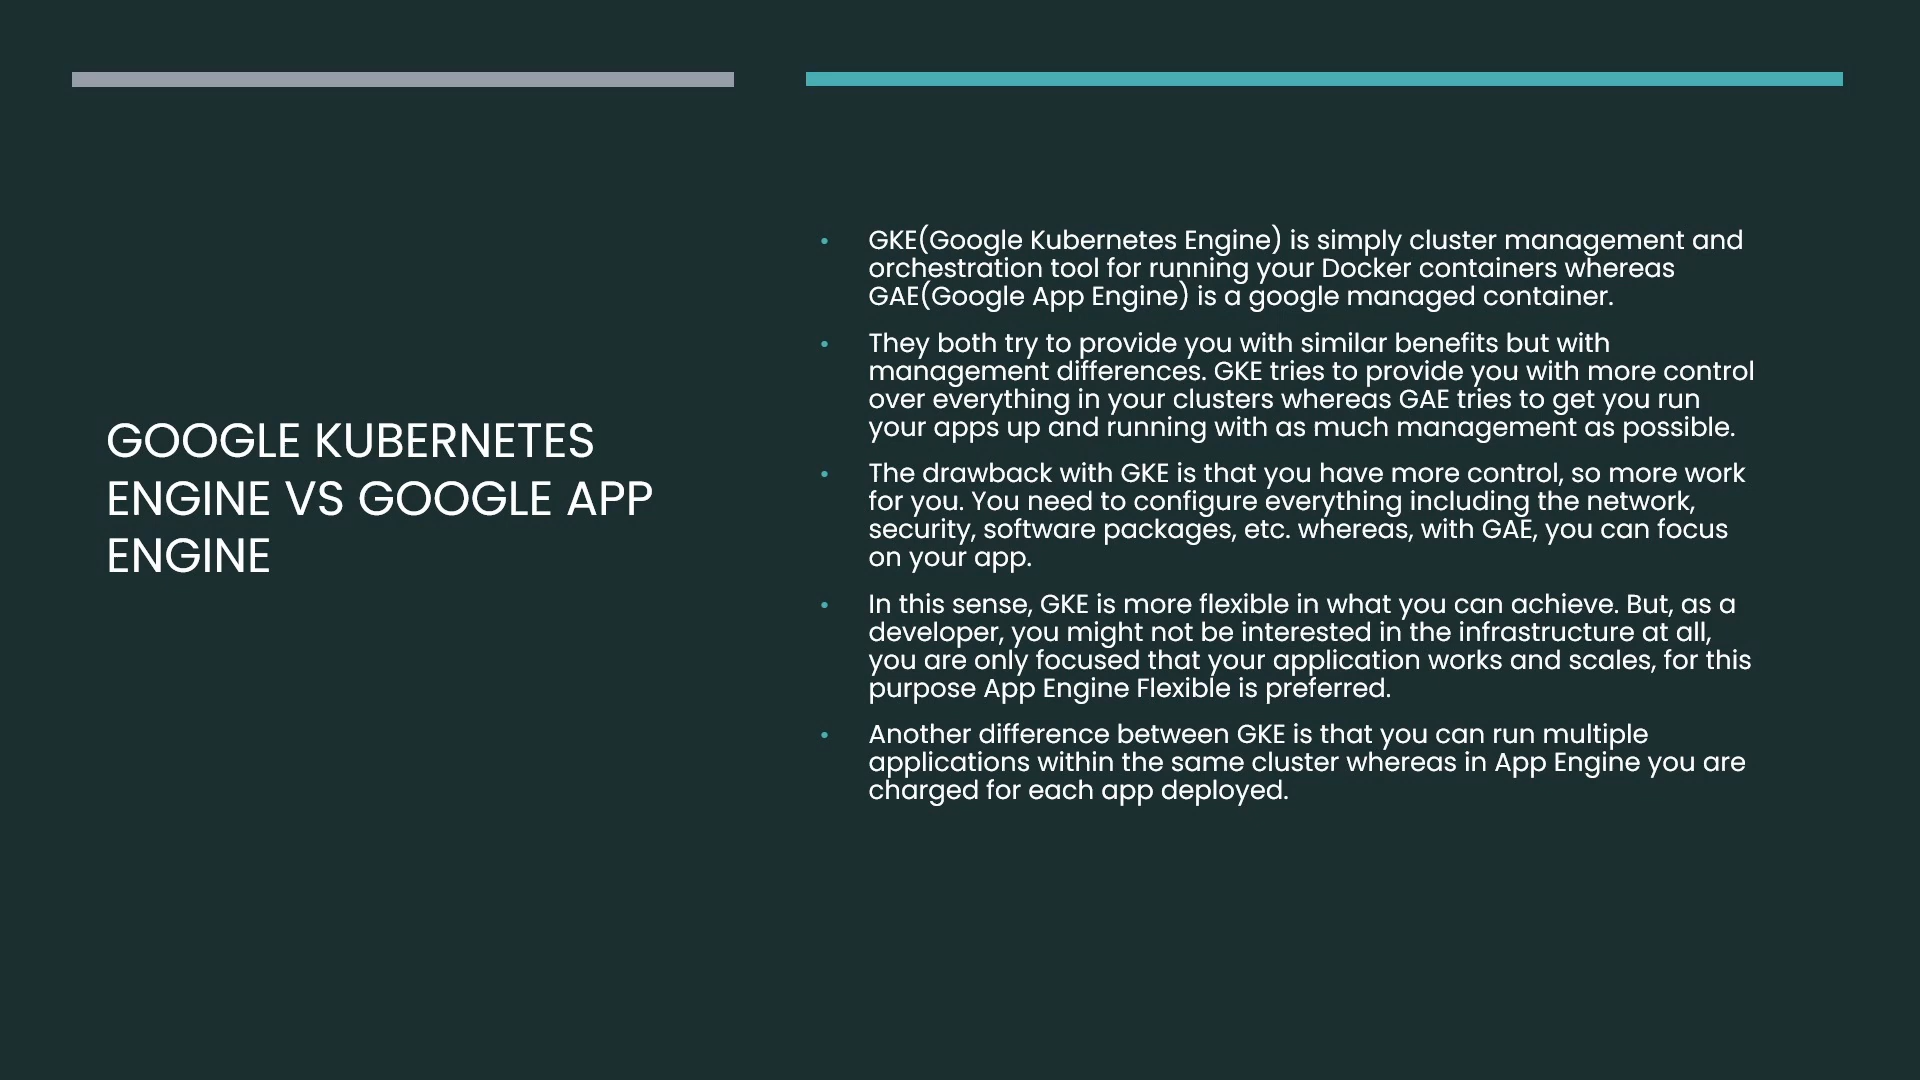 GOOGLE KUBERNETES
ENGINE VS GOOGLE APP
ENGINE
• GKE(Google Kubernetes Engine) is simply cluster management and
orchestration tool for running your Docker containers whereas
GAE(Google App Engine) is a google managed container.
• They both try to provide you with similar benefits but with
management differences. GKE tries to provide you with more control
over everything in your clusters whereas GAE tries to get you run
your apps up and running with as much management as possible.
• The drawback with GKE is that you have more control, so more work
for you. You need to configure everything including the network,
security, software packages, etc. whereas, with GAE, you can focus
on your app.
• In this sense, GKE is more flexible in what you can achieve. But, as a
developer, you might not be interested in the infrastructure at all,
you are only focused that your application works and scales, for this
purpose App Engine Flexible is preferred.
• Another difference between GKE is that you can run multiple
applications within the same cluster whereas in App Engine you are
charged for each app deployed.